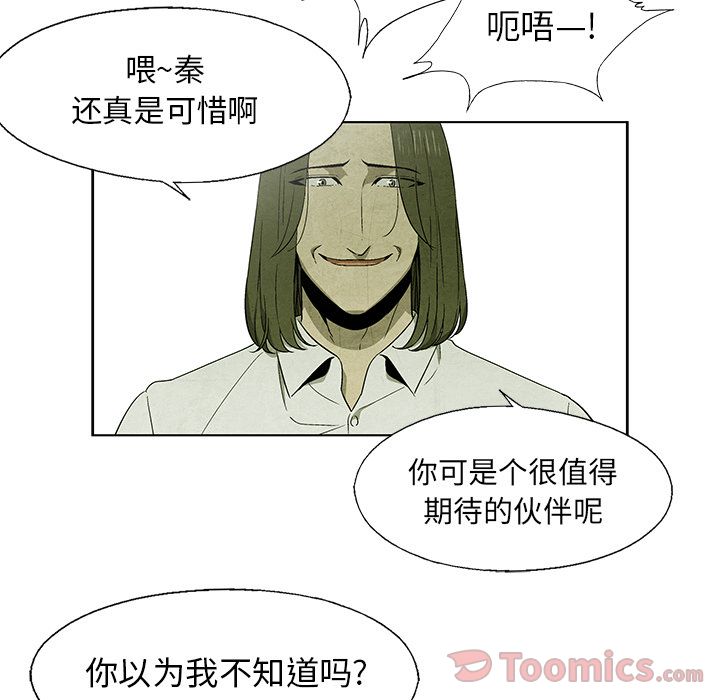 呃唔—!
喂~秦
还真是可惜啊
你可是个很值得
期待的伙伴呢
你以为我不知道吗?
Toomics.com